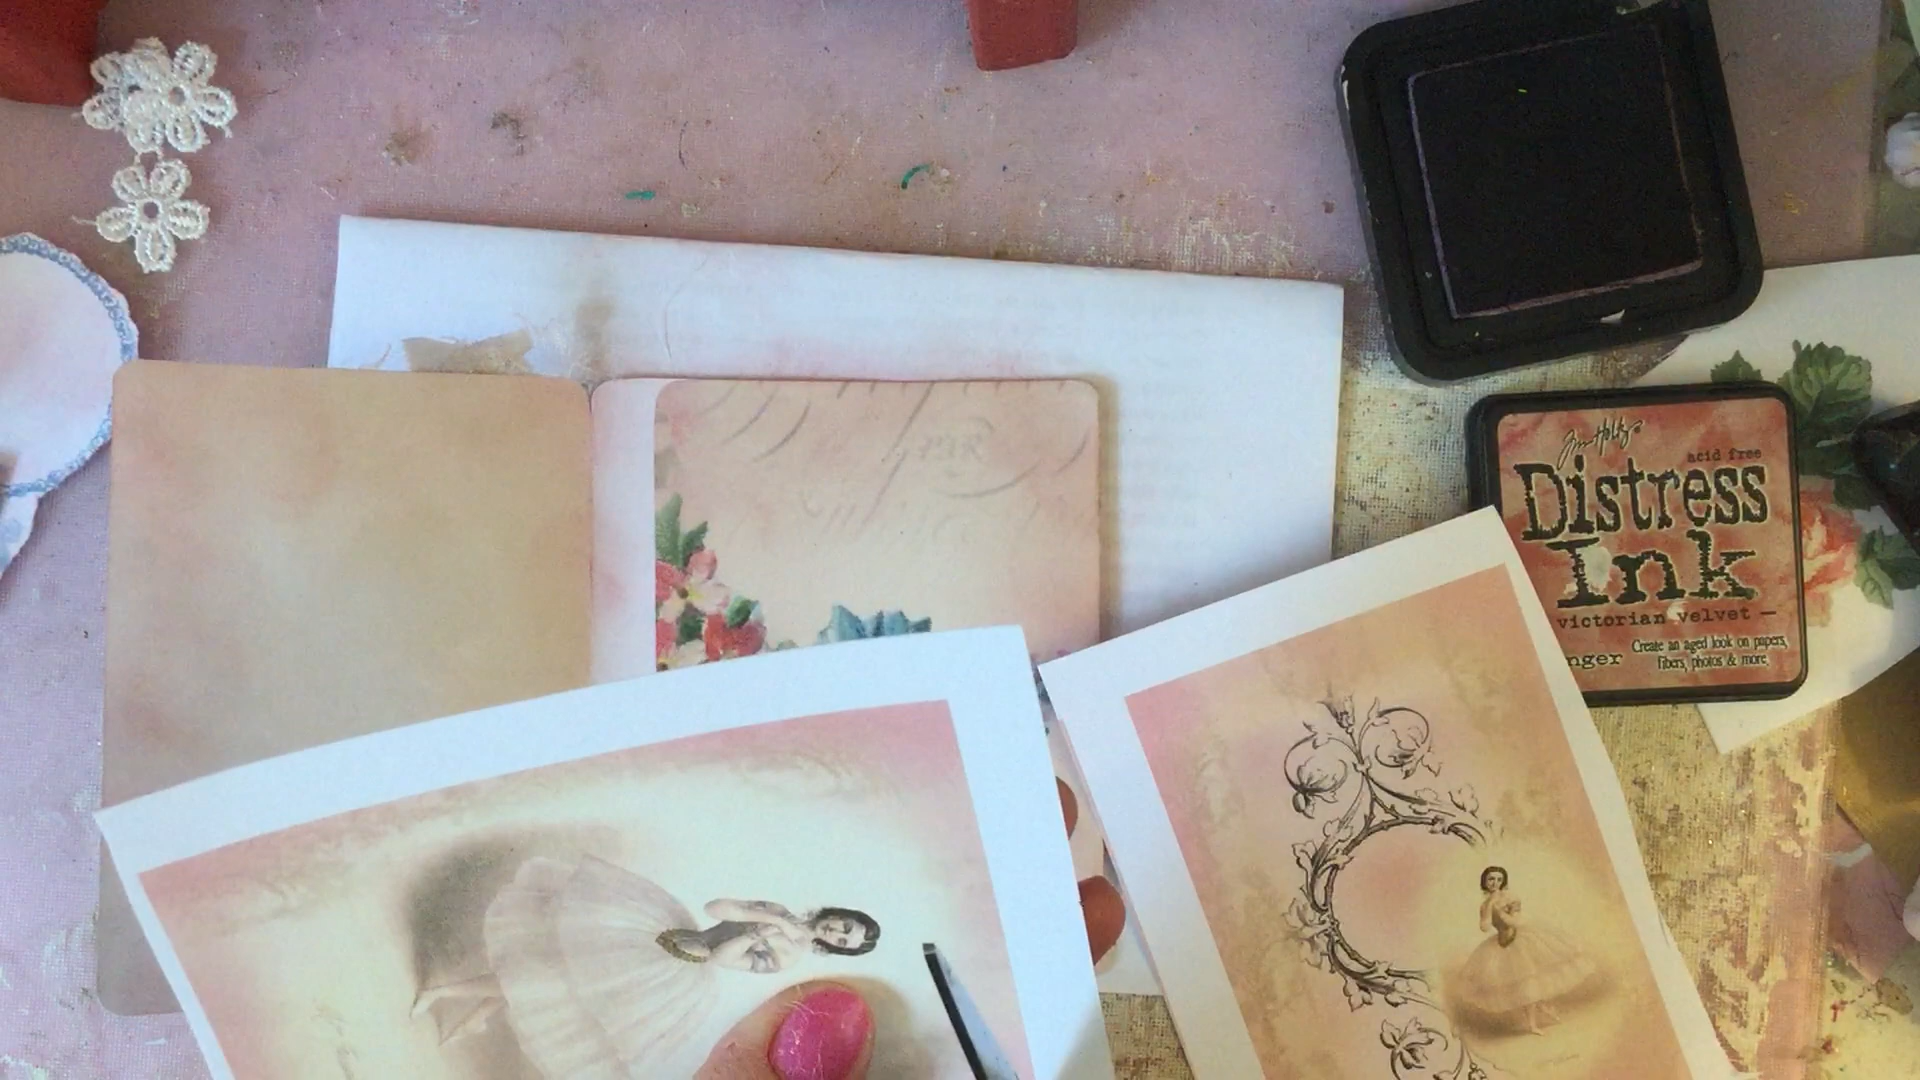 Tim Holtz
acid free
Distress
Ink
victorian velvet —
nger
Create an aged look on papers,
fibers, photos & more.